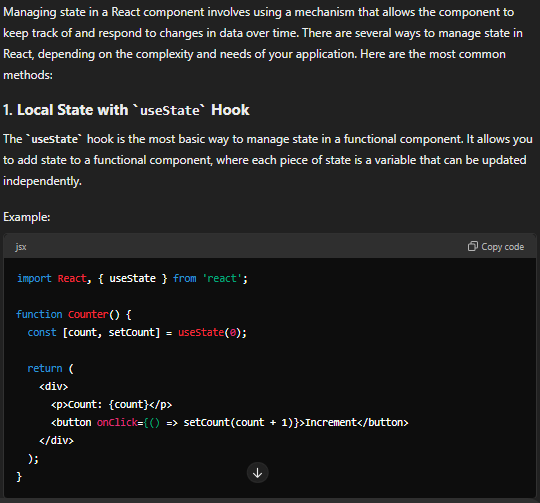 Managing state in a React component involves using a mechanism that allows the component to
keep track of and respond to changes in data over time. There are several ways to manage state in
React, depending on the complexity and needs of your application. Here are the most common
methods:
1. Local State with `useState` Hook
The `useState` hook is the most basic way to manage state in a functional component. It allows you
to add state to a functional component, where each piece of state is a variable that can be updated
independently.
Example:
jsx Copy code
import React, { useState } from 'react';
function Counter() {
  const [count, setCount] = useState(0);
  return (
    <div>
      <p>Count: {count}</p>
      <button onClick={() => setCount(count + 1)}>Increment</button>
    </div>
  );
}